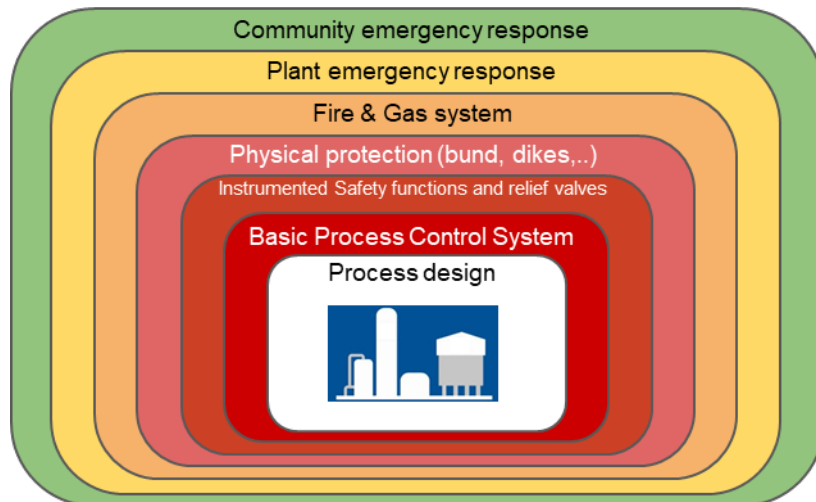 Community emergency response
Plant emergency response
Fire & Gas system
Physical protection (bund, dikes,..)
Instrumented Safety functions and relief valves
Basic Process Control System
Process design